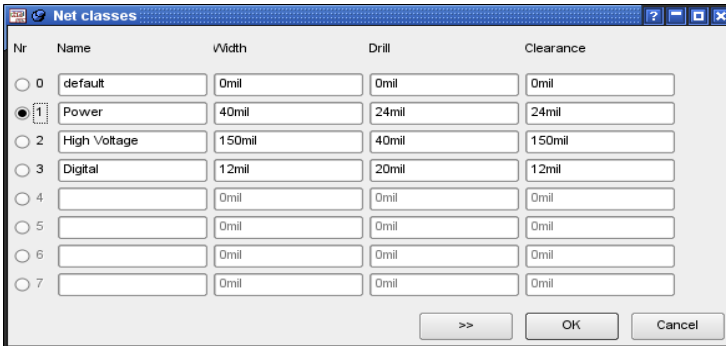 Net classes
Nr Name Width Drill Clearance
0 default 0mil 0mil 0mil
1 Power 40mil 24mil 24mil
2 High Voltage 150mil 40mil 150mil
3 Digital 12mil 20mil 12mil
4 0mil 0mil 0mil
5 0mil 0mil 0mil
6 0mil 0mil 0mil
7 0mil 0mil 0mil
>> OK Cancel